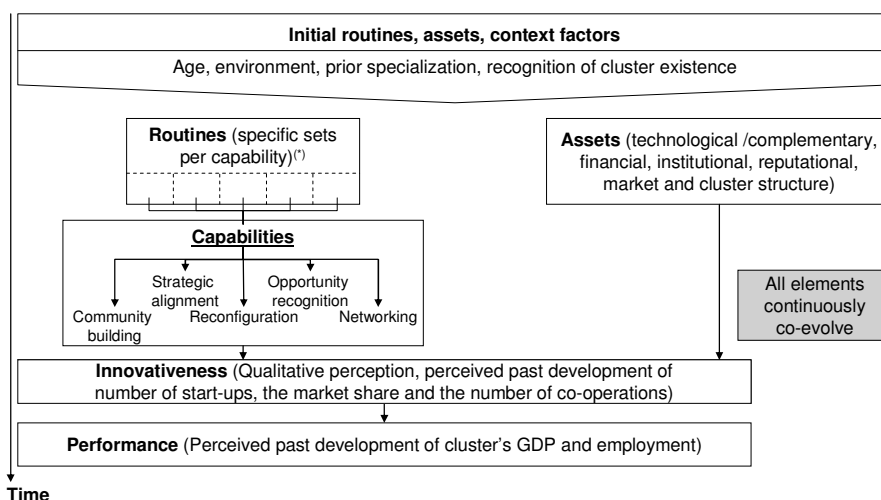 Initial routines, assets, context factors
Age, environment, prior specialization, recognition of cluster existence
Routines (specific sets
per capability)(*)
Assets (technological /complementary,
financial, institutional, reputational,
market and cluster structure)
Capabilities
Strategic
alignment
Opportunity
recognition
Community
building
Reconfiguration
Networking
All elements
continuously
co-evolve
Innovativeness (Qualitative perception, perceived past development of
number of start-ups, the market share and the number of co-operations)
Performance (Perceived past development of cluster's GDP and employment)
Time